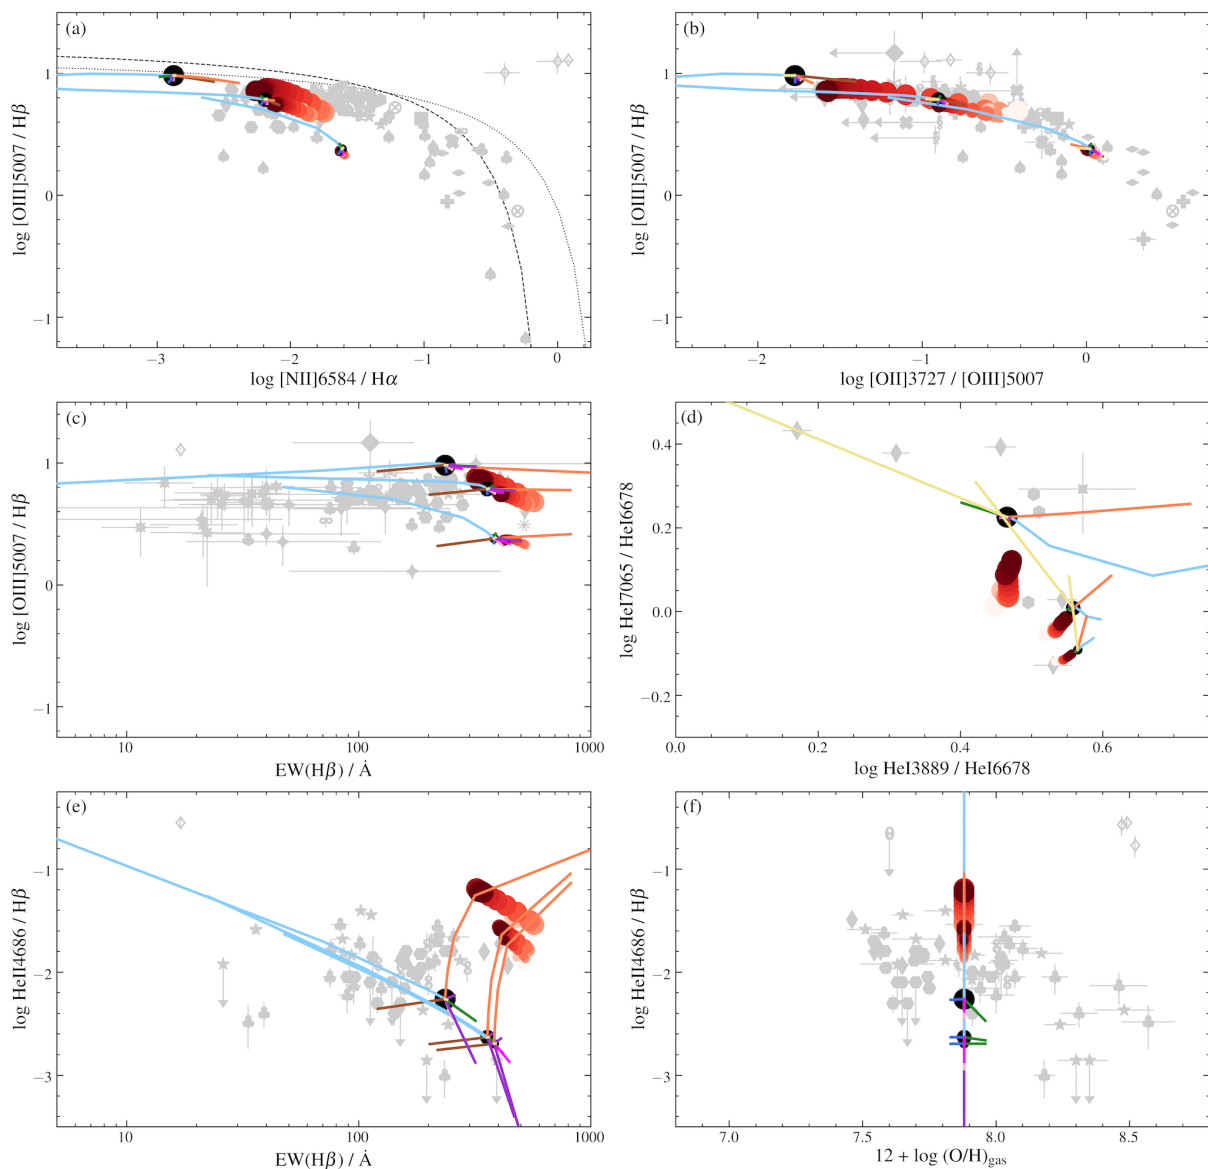 (a)
log [OIII]5007 / Hβ
1
0
−1
−3
−2
−1
0
log [NII]6584 / Hα
(b)
log [OIII]5007 / Hβ
1
0
−1
−2
−1
0
log [OII]3727 / [OIII]5007
(c)
log [OIII]5007 / Hβ
1
0
−1
10
100
1000
EW(Hβ) / Å
(d)
log HeI7065 / HeI6678
0.4
0.2
0.0
−0.2
0.0
0.2
0.4
0.6
log HeI3889 / HeI6678
(e)
log HeII4686 / Hβ
−1
−2
−3
10
100
1000
EW(Hβ) / Å
(f)
log HeII4686 / Hβ
−1
−2
−3
7.0
7.5
8.0
8.5
12 + log (O/H)gas